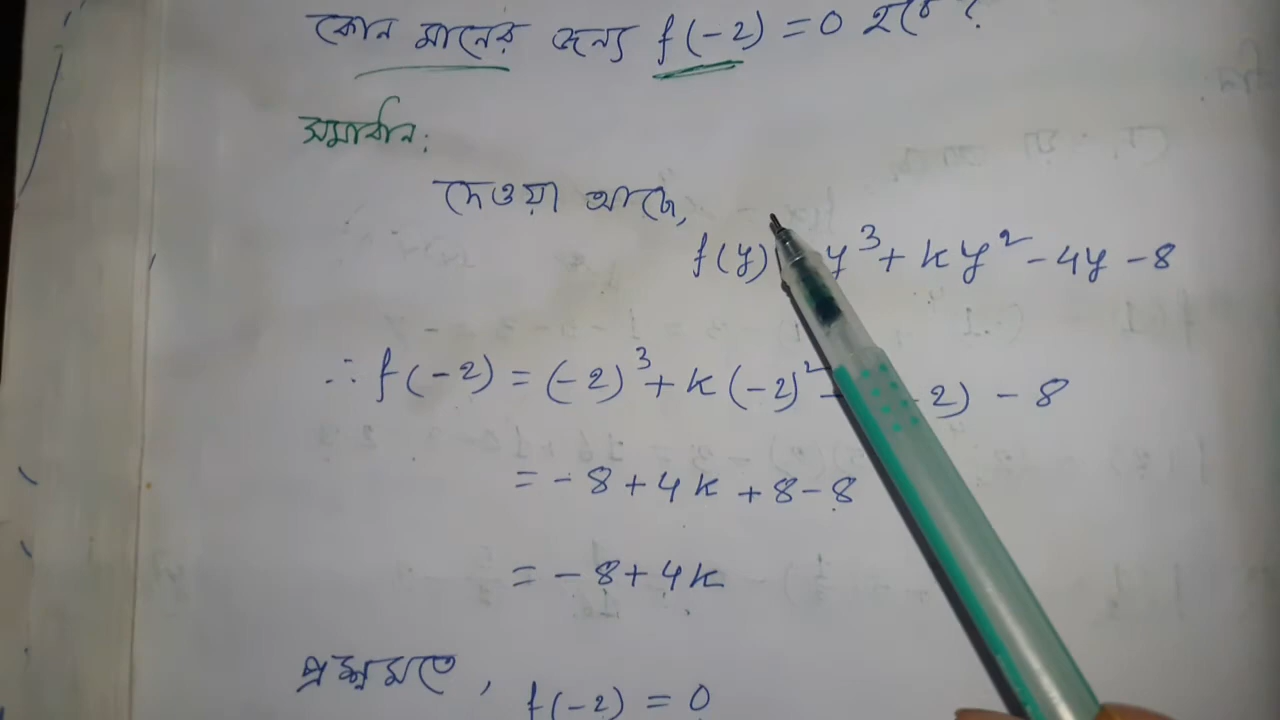 কোন মানের জন্য f(-2) = 0 হবে?
সমাধান:
দেওয়া আছে,
f(y) y³ + ky² - 4y - 8
∴ f(-2) = (-2)³ + k(-2)² - 2) - 8
= - 8 + 4k + 8 - 8
= - 8 + 4k
প্রশ্নমতে,
f(-2) = 0